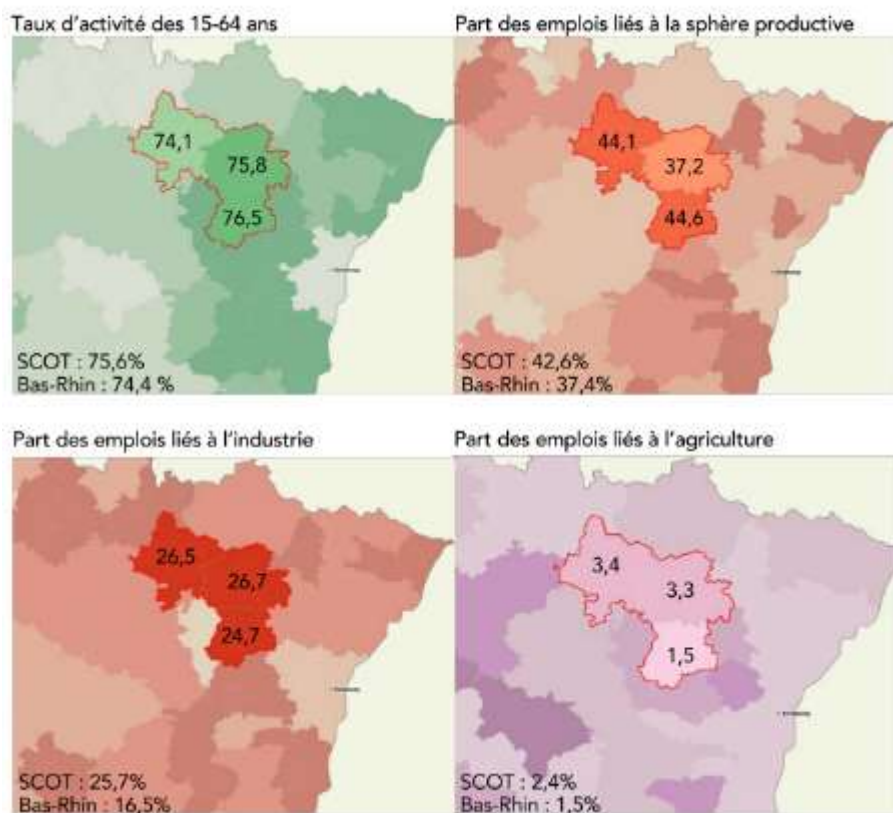 Taux d'activité des 15-64 ans
74,1
75,8
76,5
SCOT : 75,6%
Bas-Rhin : 74,4 %
Part des emplois liés à la sphère productive
44,1
37,2
44,6
SCOT : 42,6%
Bas-Rhin : 37,4%
Part des emplois liés à l'industrie
26,5
26,7
24,7
SCOT : 25,7%
Bas-Rhin : 16,5%
Part des emplois liés à l'agriculture
3,4
3,3
1,5
SCOT : 2,4%
Bas-Rhin : 1,5%